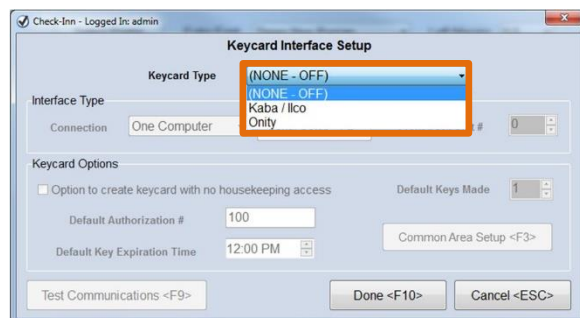 Check-Inn - Logged In: admin
Keycard Interface Setup
Keycard Type (NONE - OFF)
(NONE - OFF)
Kaba / Ilco
Onity
Interface Type
Connection One Computer # 0
Keycard Options
Option to create keycard with no housekeeping access Default Keys Made 1
Default Authorization # 100
Default Key Expiration Time 12:00 PM
Common Area Setup <F3>
Test Communications <F9> Done <F10> Cancel <ESC>